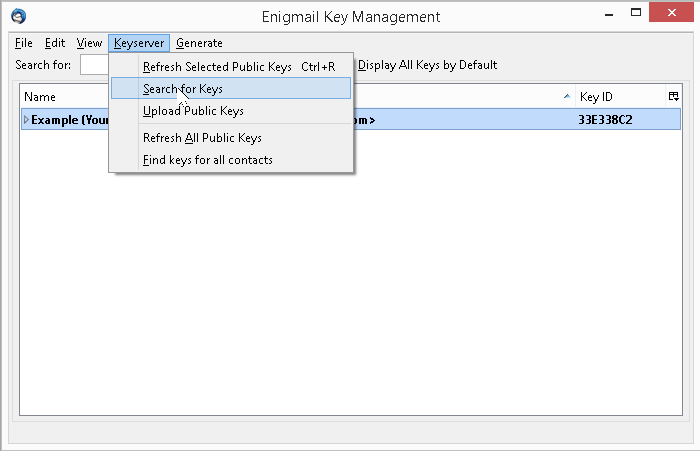 Enigmail Key Management
File Edit View Keyserver Generate
Search for: Display All Keys by Default
Refresh Selected Public Keys Ctrl+R
Search for Keys
Upload Public Keys
Refresh All Public Keys
Find keys for all contacts
Name Key ID
Example (Your om> 33E338C2